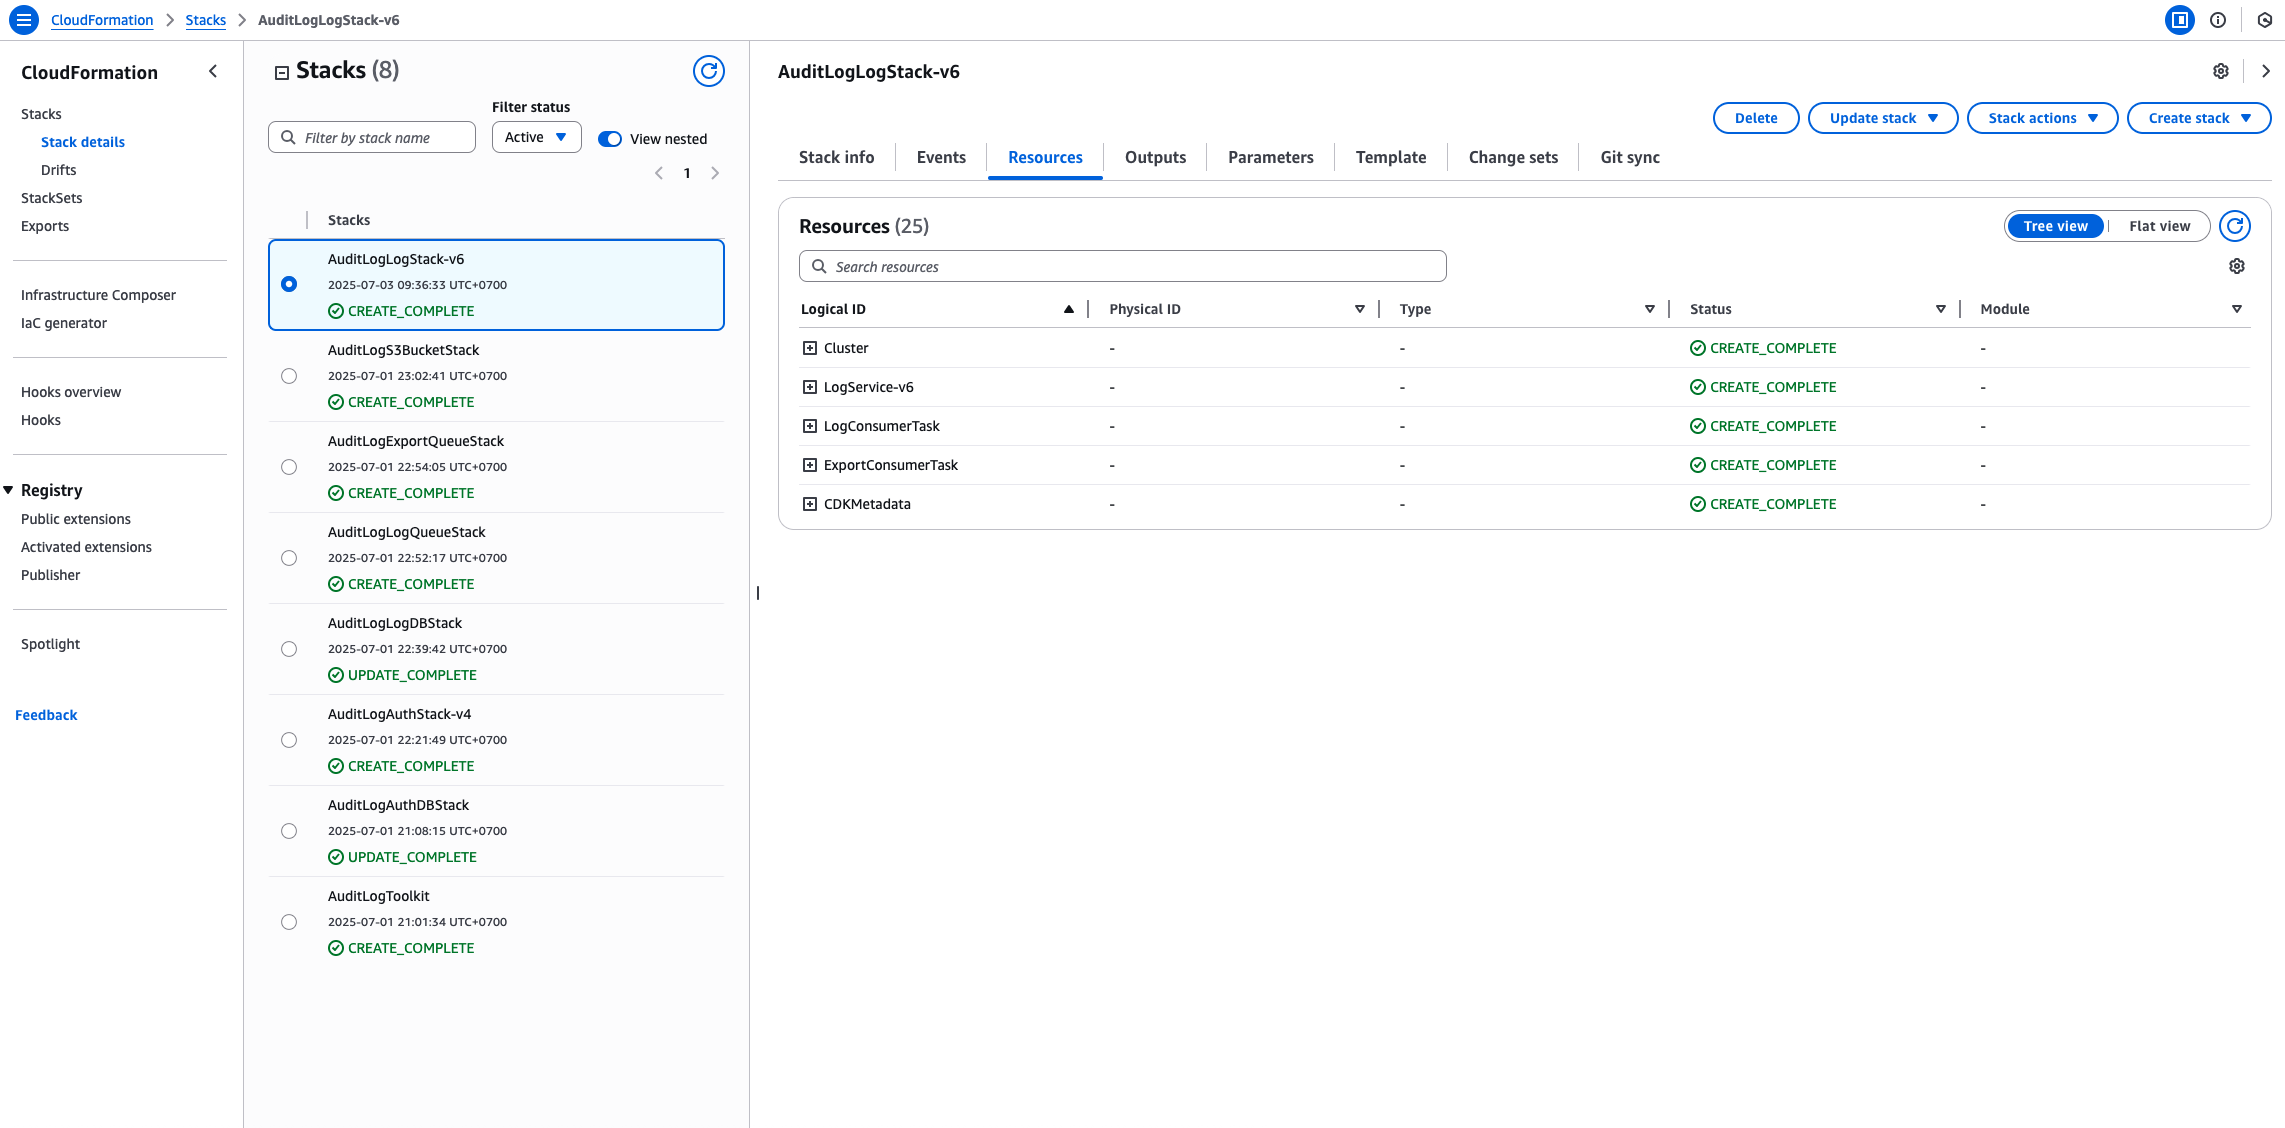 CloudFormation > Stacks > AuditLogLogStack-v6
CloudFormation
Stacks
Stack details
Drifts
StackSets
Exports
Infrastructure Composer
IaC generator
Hooks overview
Hooks
Registry
Public extensions
Activated extensions
Publisher
Spotlight
Feedback
Stacks (8)
Filter status
Filter by stack name
Active
View nested
1
Stacks
AuditLogLogStack-v6
2025-07-03 09:36:33 UTC+0700
CREATE_COMPLETE
AuditLogS3BucketStack
2025-07-01 23:02:41 UTC+0700
CREATE_COMPLETE
AuditLogExportQueueStack
2025-07-01 22:54:05 UTC+0700
CREATE_COMPLETE
AuditLogLogQueueStack
2025-07-01 22:52:17 UTC+0700
CREATE_COMPLETE
AuditLogLogDBStack
2025-07-01 22:39:42 UTC+0700
UPDATE_COMPLETE
AuditLogAuthStack-v4
2025-07-01 22:21:49 UTC+0700
CREATE_COMPLETE
AuditLogAuthDBStack
2025-07-01 21:08:15 UTC+0700
UPDATE_COMPLETE
AuditLogToolkit
2025-07-01 21:01:34 UTC+0700
CREATE_COMPLETE
AuditLogLogStack-v6
Delete Update stack Stack actions Create stack
Stack info Events Resources Outputs Parameters Template Change sets Git sync
Resources (25)
Tree view Flat view
Search resources
Logical ID Physical ID Type Status Module
Cluster - - CREATE_COMPLETE -
LogService-v6 - - CREATE_COMPLETE -
LogConsumerTask - - CREATE_COMPLETE -
ExportConsumerTask - - CREATE_COMPLETE -
CDKMetadata - - CREATE_COMPLETE -